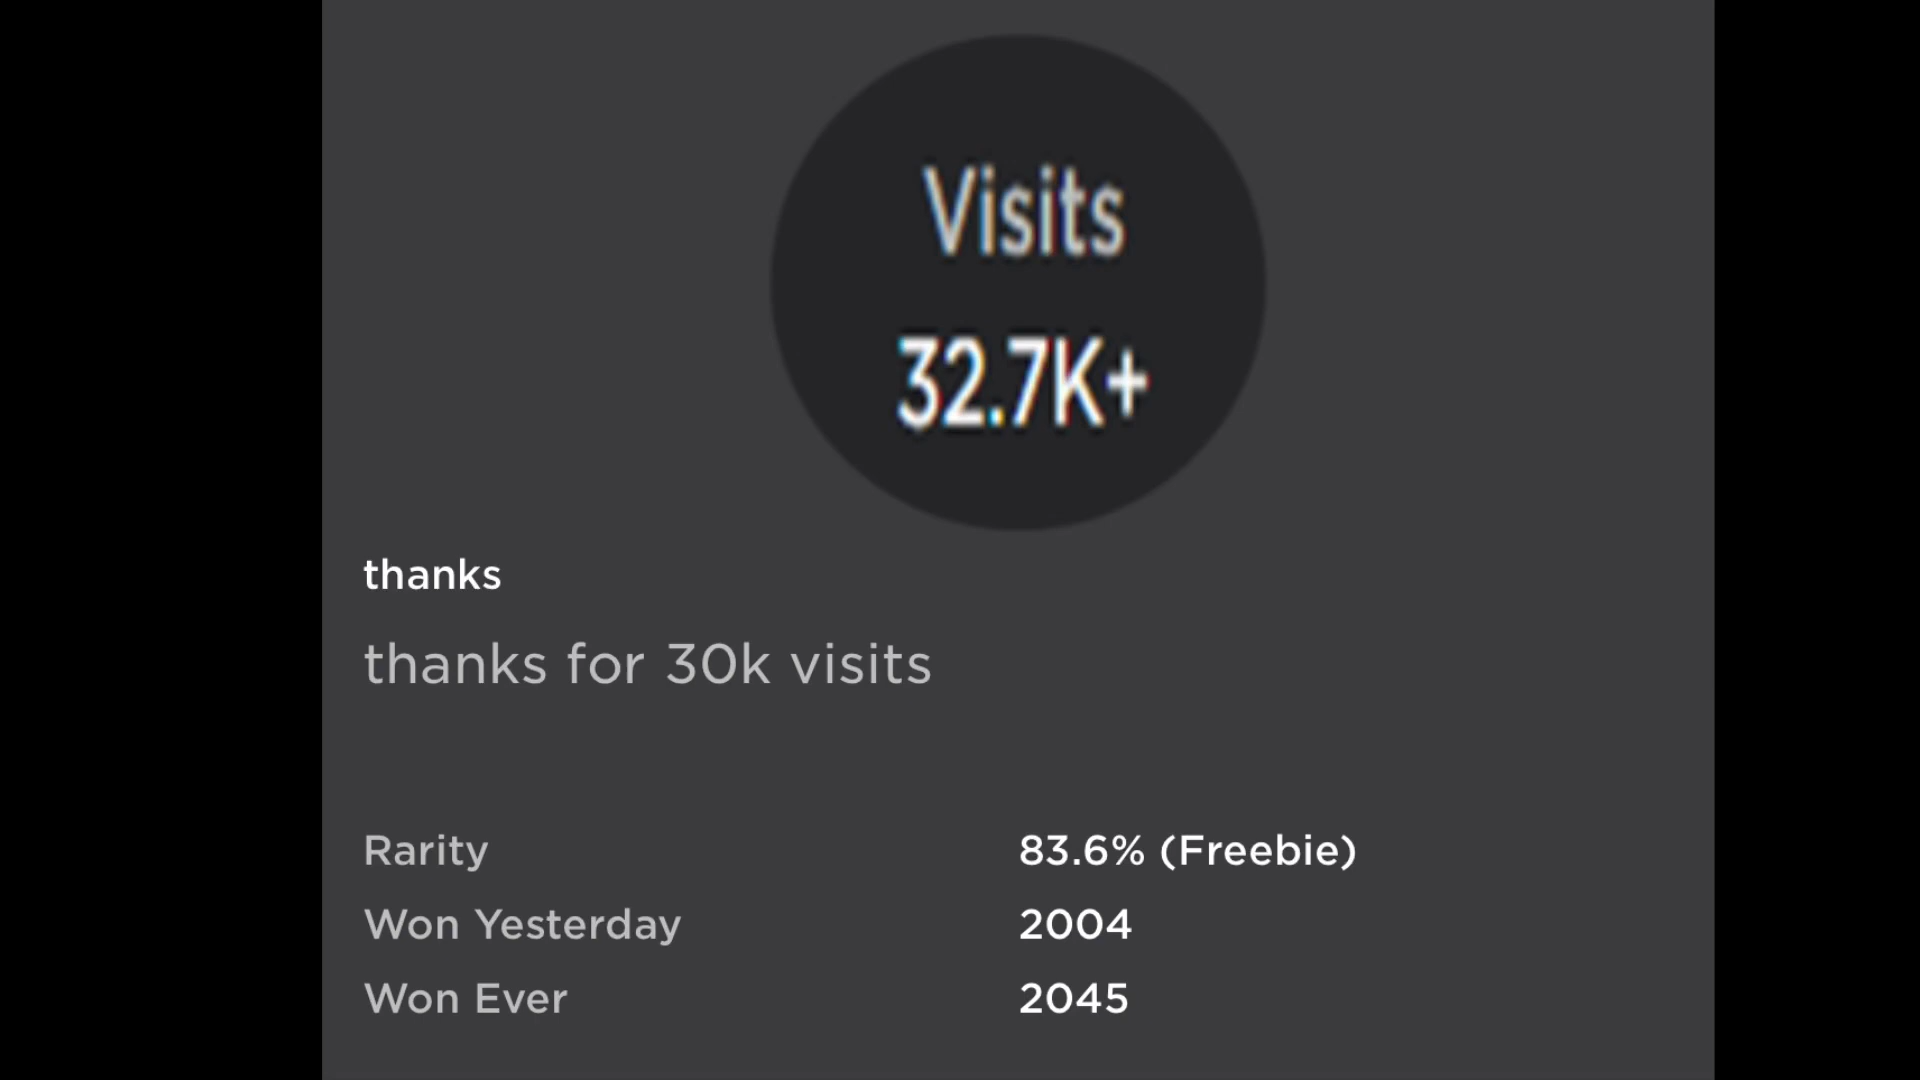 Visits
32.7K+
thanks
thanks for 30k visits
Rarity 83.6% (Freebie)
Won Yesterday 2004
Won Ever 2045